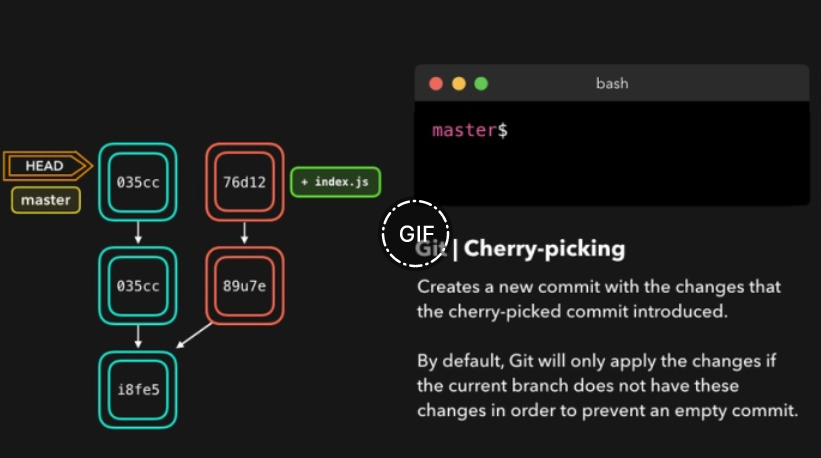 bash
master$
HEAD
master
035cc
76d12
+ index.js
035cc
89u7e
i8fe5
GIF
Git | Cherry-picking
Creates a new commit with the changes that
the cherry-picked commit introduced.
By default, Git will only apply the changes if
the current branch does not have these
changes in order to prevent an empty commit.